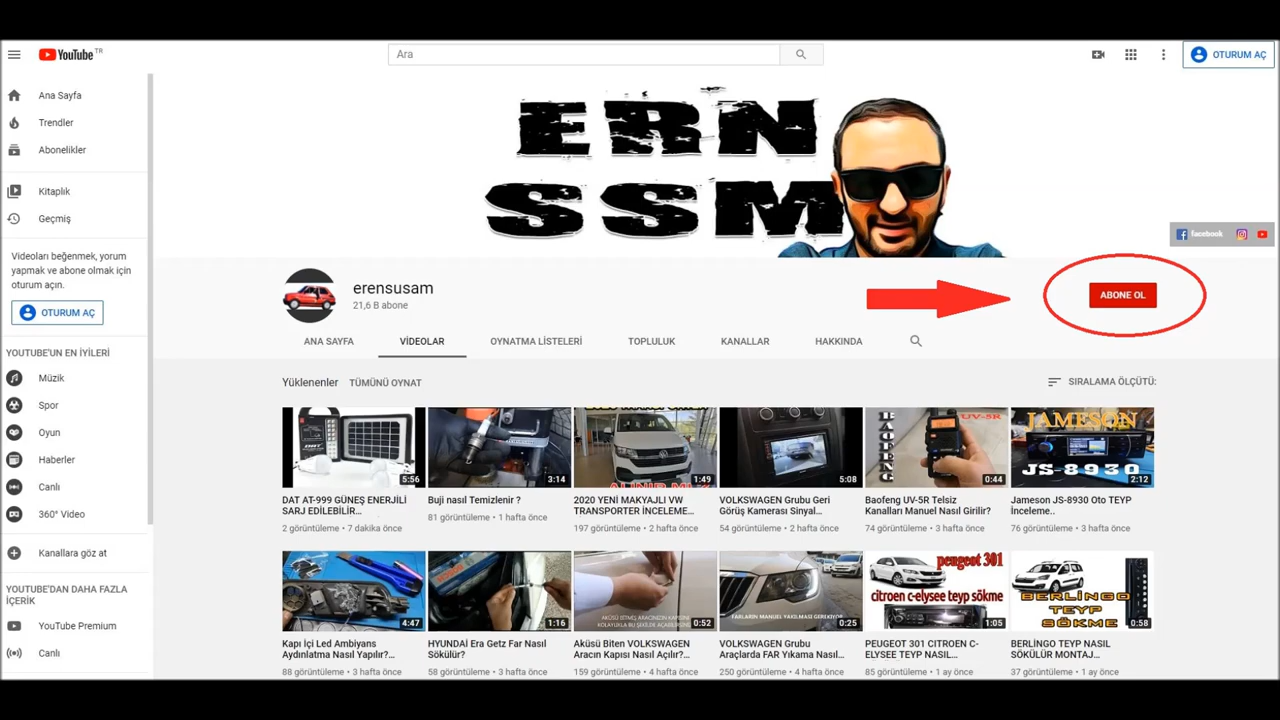 YouTube TR
Ara
OTURUM AÇ
Ana Sayfa
Trendler
Abonelikler
Kitaplık
Geçmiş
Videoları beğenmek, yorum
yapmak ve abone olmak için
oturum açın.
OTURUM AÇ
YOUTUBE'UN EN İYİLERİ
Müzik
Spor
Oyun
Haberler
Canlı
360° Video
Kanallara göz at
YOUTUBE'DAN DAHA FAZLA
İÇERİK
YouTube Premium
Canlı
ERN
SSM
facebook
erensusam
21,6 B abone
ABONE OL
ANA SAYFA VİDEOLAR OYNATMA LİSTELERİ TOPLULUK KANALLAR HAKKINDA
Yüklenenler TÜMÜNÜ OYNAT
SIRALAMA ÖLÇÜTÜ:
5:56
DAT AT-999 GÜNEŞ ENERJİLİ
SARJ EDİLEBİLİR...
2 görüntüleme • 7 dakika önce
3:14
Buji nasıl Temizlenir ?
81 görüntüleme • 1 hafta önce
1:49
2020 YENİ MAKYAJLI VW
TRANSPORTER İNCELEME...
197 görüntüleme • 2 hafta önce
5:08
VOLKSWAGEN Grubu Geri
Görüş Kamerası Sinyal...
54 görüntüleme • 2 hafta önce
BAOFENG
UV-5R
0:44
Baofeng UV-5R Telsiz
Kanalları Manuel Nasıl Girilir?
74 görüntüleme • 3 hafta önce
JAMESON
JS-8930
2:12
Jameson JS-8930 Oto TEYP
İnceleme..
76 görüntüleme • 3 hafta önce
4:47
Kapı İçi Led Ambiyans
Aydınlatma Nasıl Yapılır?...
88 görüntüleme • 3 hafta önce
1:16
HYUNDAİ Era Getz Far Nasıl
Sökülür?
58 görüntüleme • 3 hafta önce
0:52
Aküsü Biten VOLKSWAGEN
Aracın Kapısı Nasıl Açılır?...
159 görüntüleme • 4 hafta önce
FARLARIN MANUEL YAKILMASI GEREKİYOR
0:25
VOLKSWAGEN Grubu
Araçlarda FAR Yıkama Nasıl...
250 görüntüleme • 4 hafta önce
peugeot 301
citroen c-elysee teyp sökme
1:05
PEUGEOT 301 CITROEN C-
ELYSEE TEYP NASIL...
85 görüntüleme • 1 ay önce
BERLİNGO
TEYP
SÖKME
0:58
BERLİNGO TEYP NASIL
SÖKÜLÜR MONTAJ...
37 görüntüleme • 1 ay önce